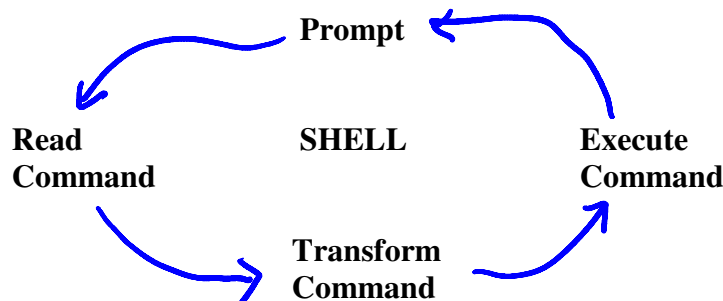 Prompt
Read
Command
SHELL
Execute
Command
Transform
Command